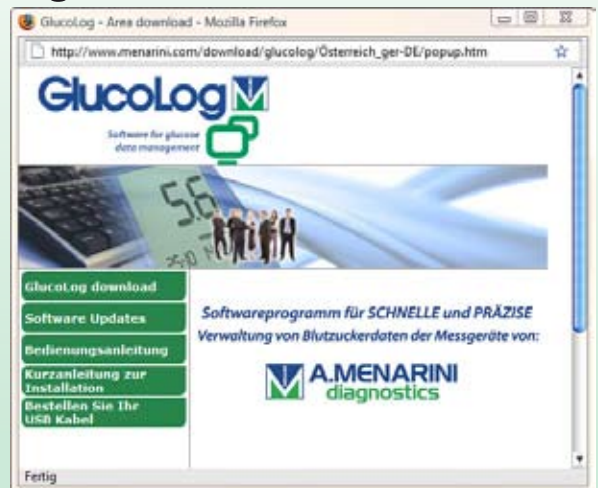 GlucoLog - Area download - Mozilla Firefox
http://www.menarini.com/download/glucolog/Österreich_ger-DE/popup.htm
GlucoLog
Software for glucose
data management
5.6
GlucoLog download
Software Updates
Bedienungsanleitung
Kurzanleitung zur
Installation
Bestellen Sie Ihr
USB Kabel
Softwareprogramm für SCHNELLE und PRÄZISE
Verwaltung von Blutzuckerdaten der Messgeräte von:
A.MENARINI
diagnostics
Fertig